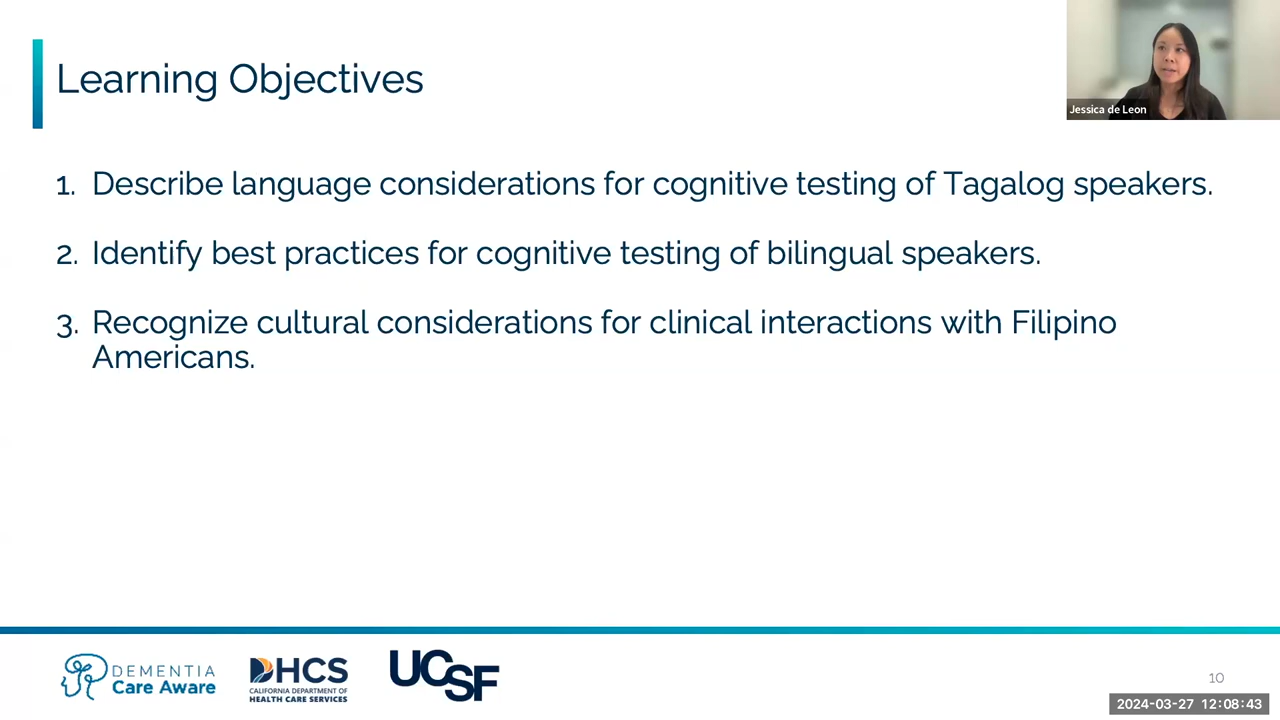 Learning Objectives
Jessica de Leon
1. Describe language considerations for cognitive testing of Tagalog speakers.
2. Identify best practices for cognitive testing of bilingual speakers.
3. Recognize cultural considerations for clinical interactions with Filipino
Americans.
DEMENTIA
Care Aware
DHCS
CALIFORNIA DEPARTMENT OF
HEALTH CARE SERVICES
UCSF
10
2024-03-27 12:08:43